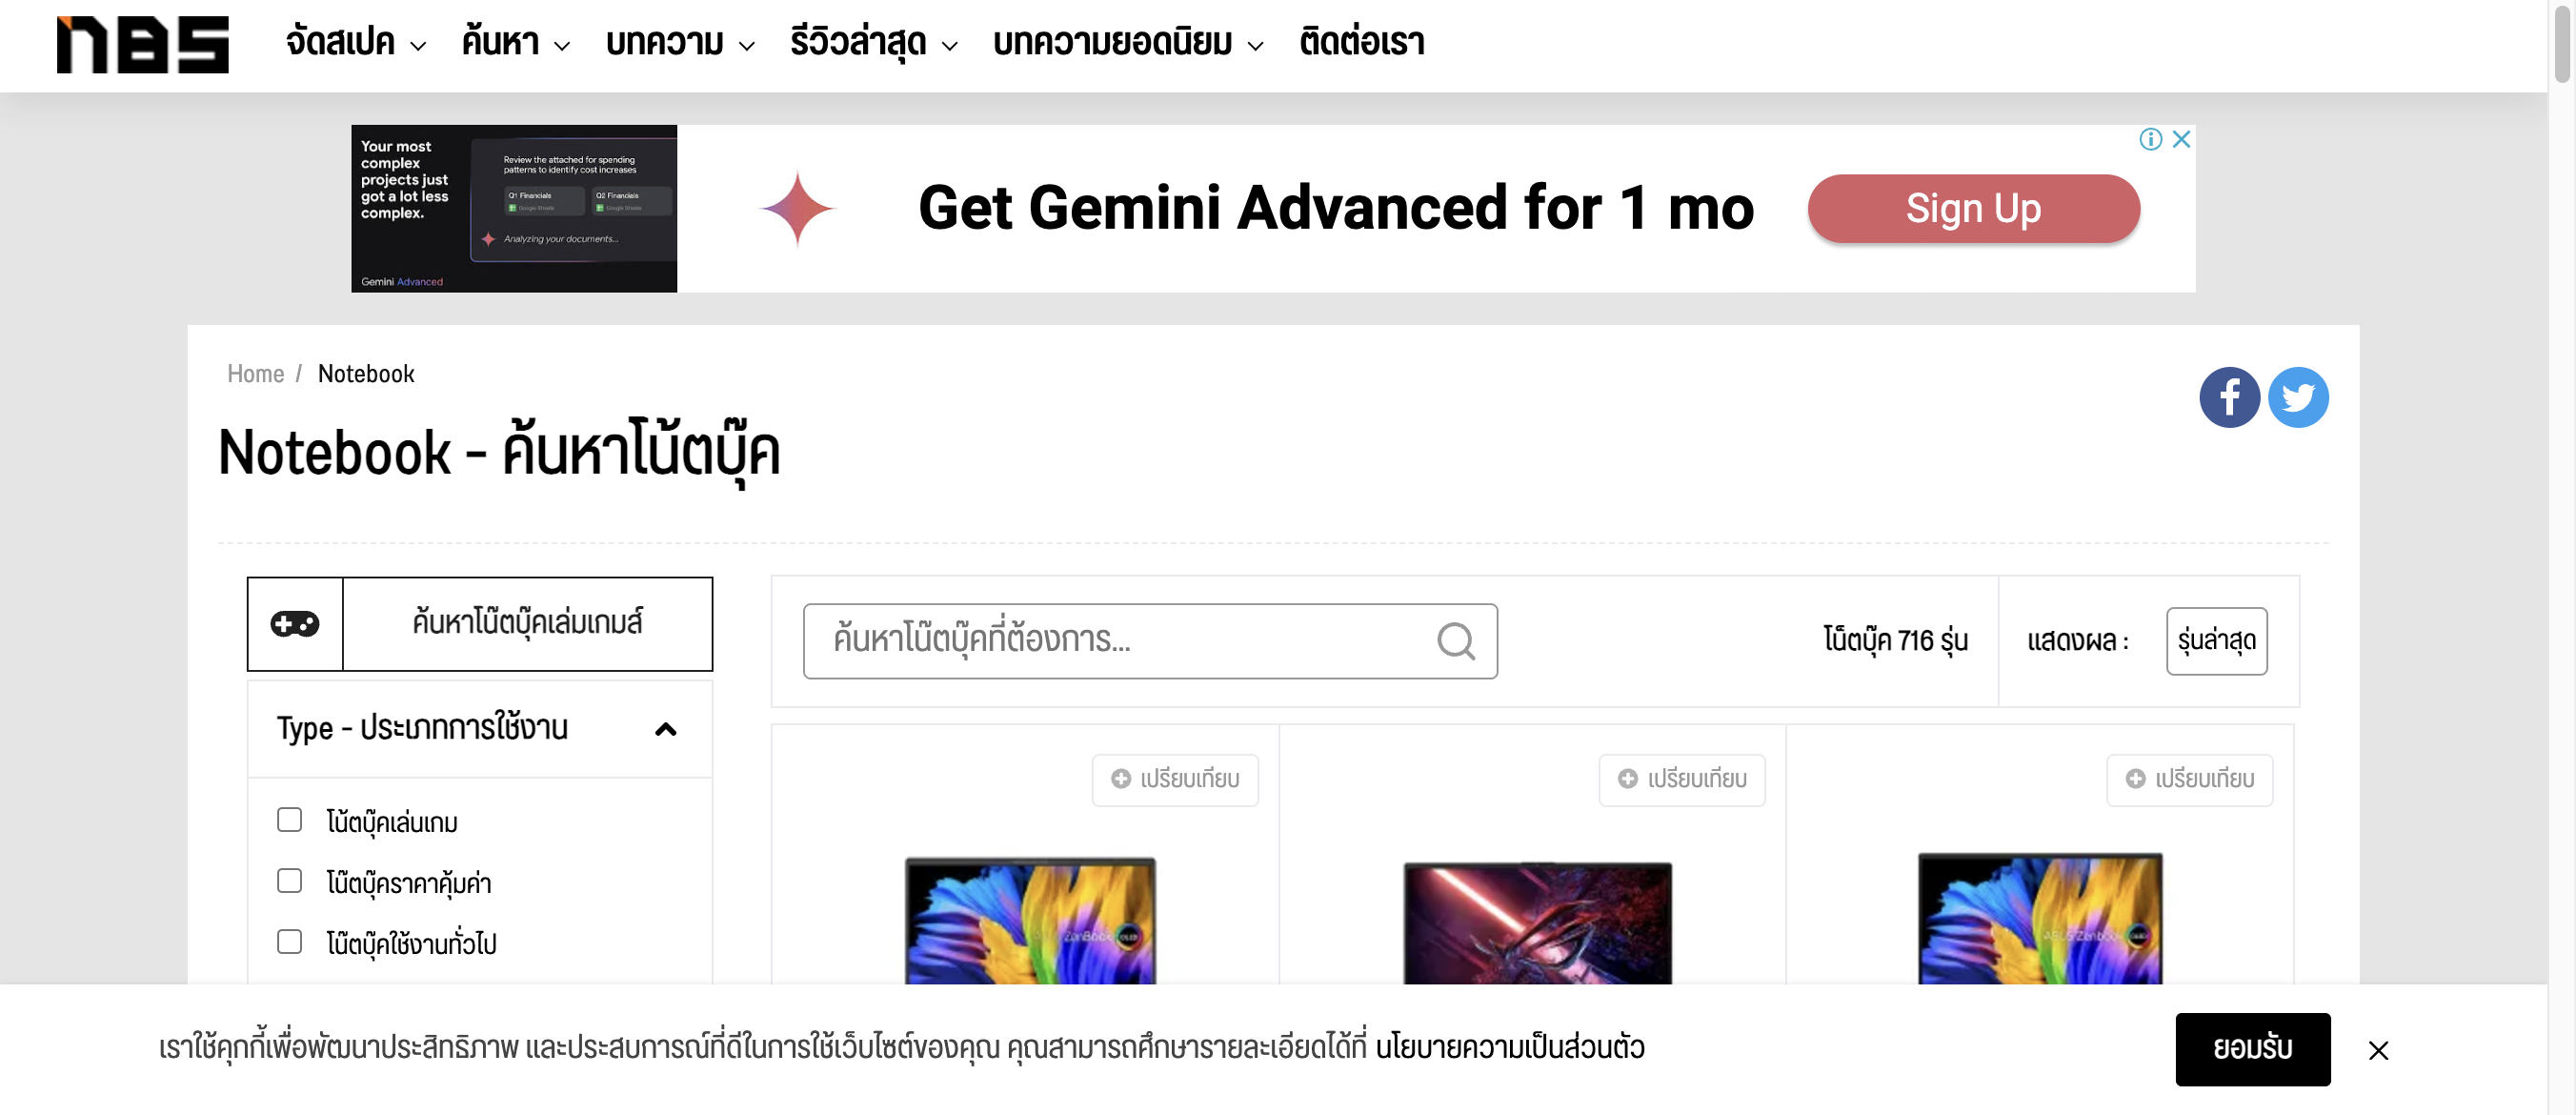 nbs
จัดสเปค ค้นหา บทความ รีวิวล่าสุด บทความยอดนิยม ติดต่อเรา
Your most
complex
projects just
got a lot less
complex.
Review the attached for spending
patterns to identify cost increases
Q1 Financials Q2 Financials
Google Sheets Google Sheets
Analyzing your documents...
Gemini Advanced
Get Gemini Advanced for 1 mo
Sign Up
Home / Notebook
Notebook - ค้นหาโน้ตบุ๊ค
ค้นหาโน๊ตบุ๊คเล่มเกมส์
ค้นหาโน๊ตบุ๊คที่ต้องการ...
โน็ตบุ๊ค 716 รุ่น
แสดงผล :
รุ่นล่าสุด
Type - ประเภทการใช้งาน
โน้ตบุ๊คเล่นเกม
โน๊ตบุ๊คราคาคุ้มค่า
โน๊ตบุ๊คใช้งานทั่วไป
เปรียบเทียบ
เปรียบเทียบ
เปรียบเทียบ
ZenBook OLED
ASUS Zenbook
เราใช้คุกกี้เพื่อพัฒนาประสิทธิภาพ และประสบการณ์ที่ดีในการใช้เว็บไซต์ของคุณ คุณสามารถศึกษารายละเอียดได้ที่ นโยบายความเป็นส่วนตัว
ยอมรับ